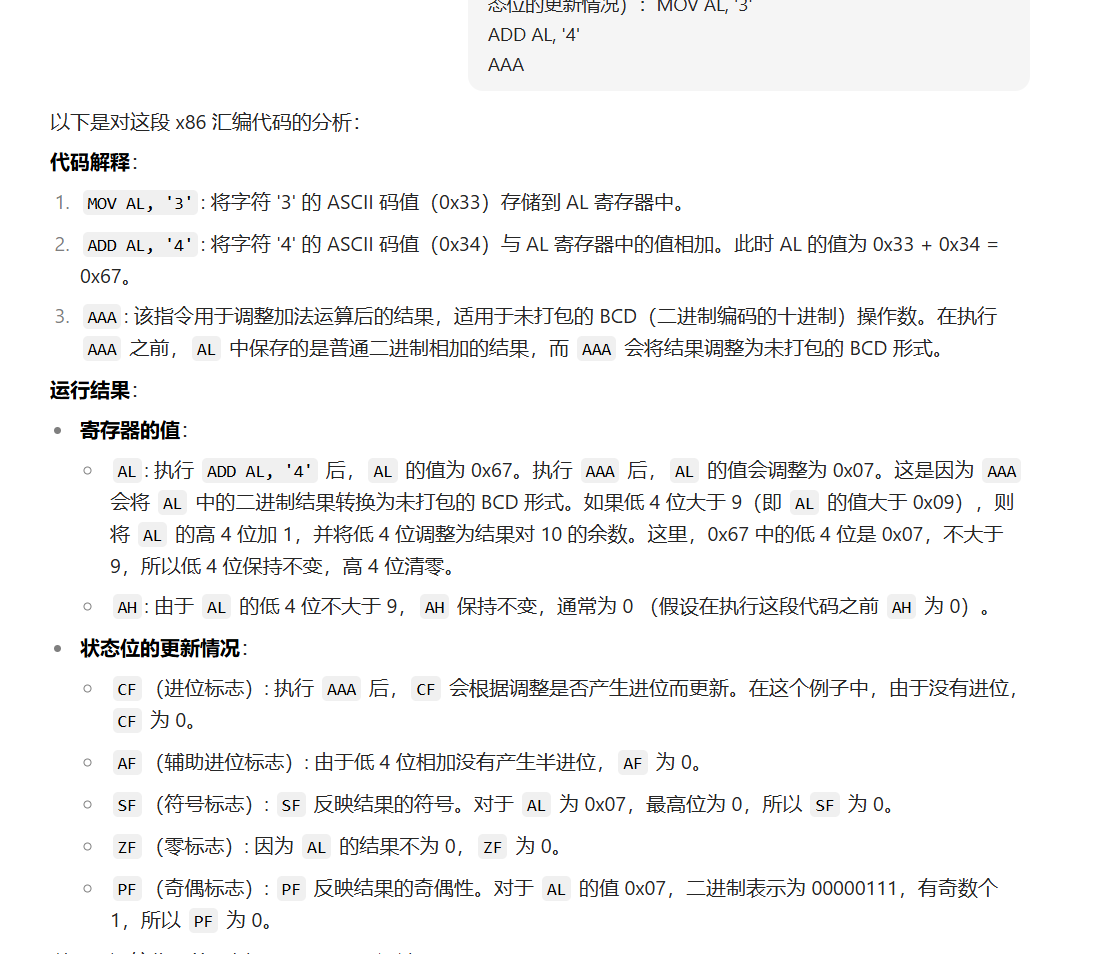 态位的更新情况）：MOV AL, '3'
ADD AL, '4'
AAA
以下是对这段 x86 汇编代码的分析：
代码解释：
1. MOV AL, '3'：将字符 '3' 的 ASCII 码值（0x33）存储到 AL 寄存器中。
2. ADD AL, '4'：将字符 '4' 的 ASCII 码值（0x34）与 AL 寄存器中的值相加。此时 AL 的值为 0x33 + 0x34 =
0x67。
3. AAA：该指令用于调整加法运算后的结果，适用于未打包的 BCD（二进制编码的十进制）操作数。在执行
AAA 之前， AL 中保存的是普通二进制相加的结果，而 AAA 会将结果调整为未打包的 BCD 形式。
运行结果：
• 寄存器的值：
○ AL：执行 ADD AL, '4' 后， AL 的值为 0x67。执行 AAA 后， AL 的值会调整为 0x07。这是因为 AAA
会将 AL 中的二进制结果转换为未打包的 BCD 形式。如果低 4 位大于 9（即 AL 的值大于 0x09），则
将 AL 的高 4 位加 1，并将低 4 位调整为结果对 10 的余数。这里，0x67 中的低 4 位是 0x07，不大于
9，所以低 4 位保持不变，高 4 位清零。
○ AH：由于 AL 的低 4 位不大于 9， AH 保持不变，通常为 0 （假设在执行这段代码之前 AH 为 0）。
• 状态位的更新情况：
○ CF （进位标志）：执行 AAA 后， CF 会根据调整是否产生进位而更新。在这个例子中，由于没有进位，
CF 为 0。
○ AF （辅助进位标志）：由于低 4 位相加没有产生半进位， AF 为 0。
○ SF （符号标志）： SF 反映结果的符号。对于 AL 为 0x07，最高位为 0，所以 SF 为 0。
○ ZF （零标志）：因为 AL 的结果不为 0， ZF 为 0。
○ PF （奇偶标志）： PF 反映结果的奇偶性。对于 AL 的值 0x07，二进制表示为 00000111，有奇数个
1，所以 PF 为 0。